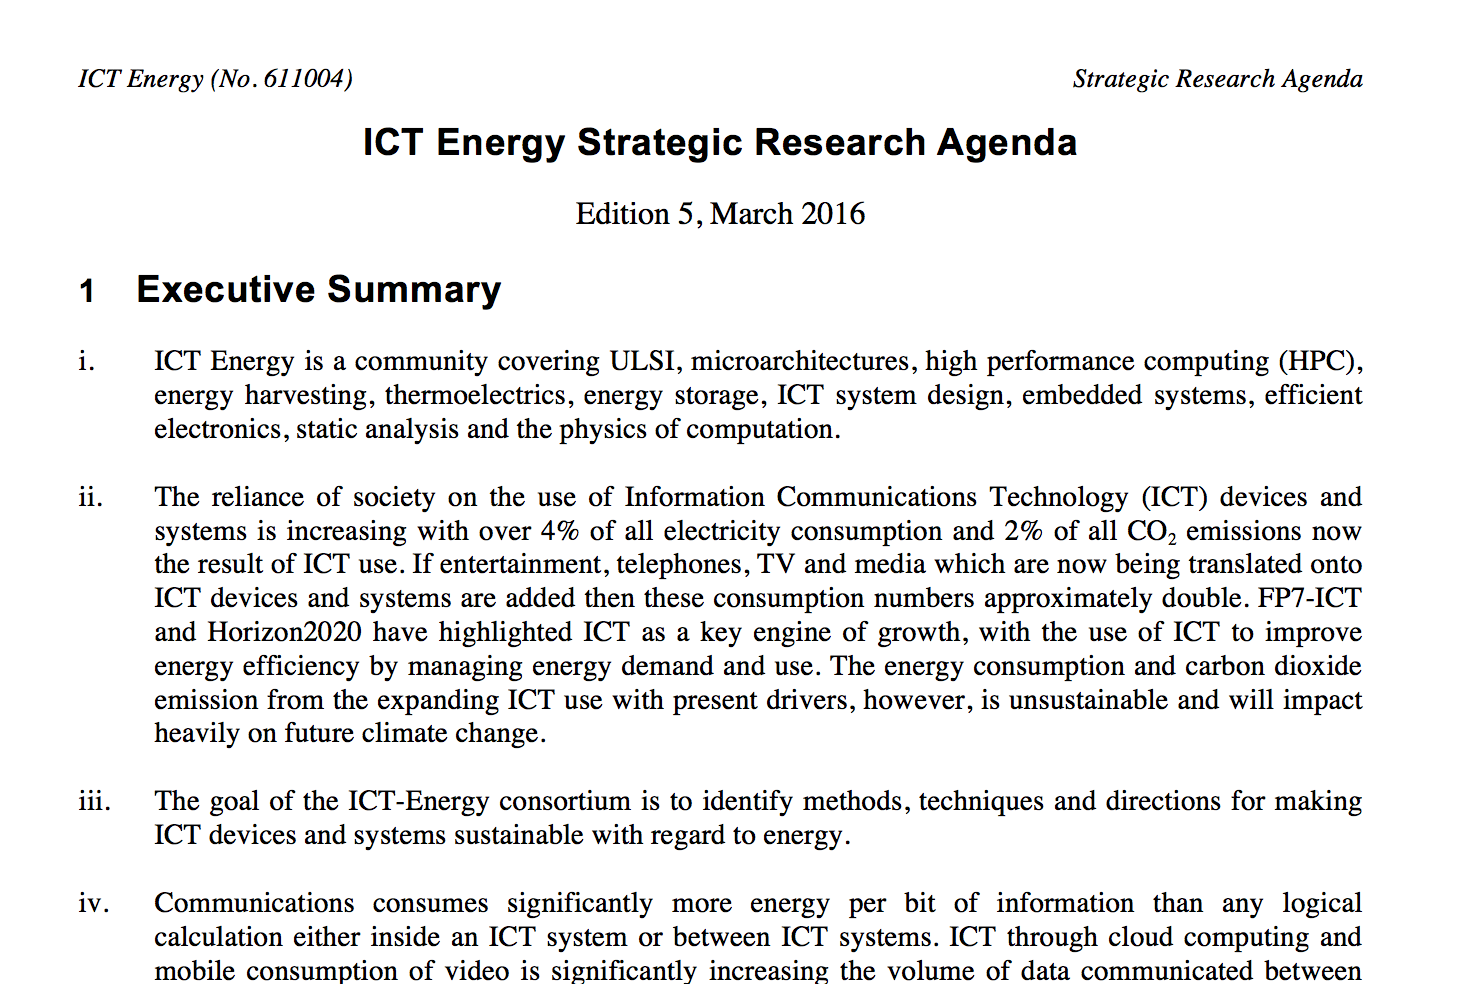 ICT Energy (No. 611004) Strategic Research Agenda
ICT Energy Strategic Research Agenda
Edition 5, March 2016
1 Executive Summary
i. ICT Energy is a community covering ULSI, microarchitectures, high performance computing (HPC),
energy harvesting, thermoelectrics, energy storage, ICT system design, embedded systems, efficient
electronics, static analysis and the physics of computation.
ii. The reliance of society on the use of Information Communications Technology (ICT) devices and
systems is increasing with over 4% of all electricity consumption and 2% of all CO₂ emissions now
the result of ICT use. If entertainment, telephones, TV and media which are now being translated onto
ICT devices and systems are added then these consumption numbers approximately double. FP7-ICT
and Horizon2020 have highlighted ICT as a key engine of growth, with the use of ICT to improve
energy efficiency by managing energy demand and use. The energy consumption and carbon dioxide
emission from the expanding ICT use with present drivers, however, is unsustainable and will impact
heavily on future climate change.
iii. The goal of the ICT-Energy consortium is to identify methods, techniques and directions for making
ICT devices and systems sustainable with regard to energy.
iv. Communications consumes significantly more energy per bit of information than any logical
calculation either inside an ICT system or between ICT systems. ICT through cloud computing and
mobile consumption of video is significantly increasing the volume of data communicated between